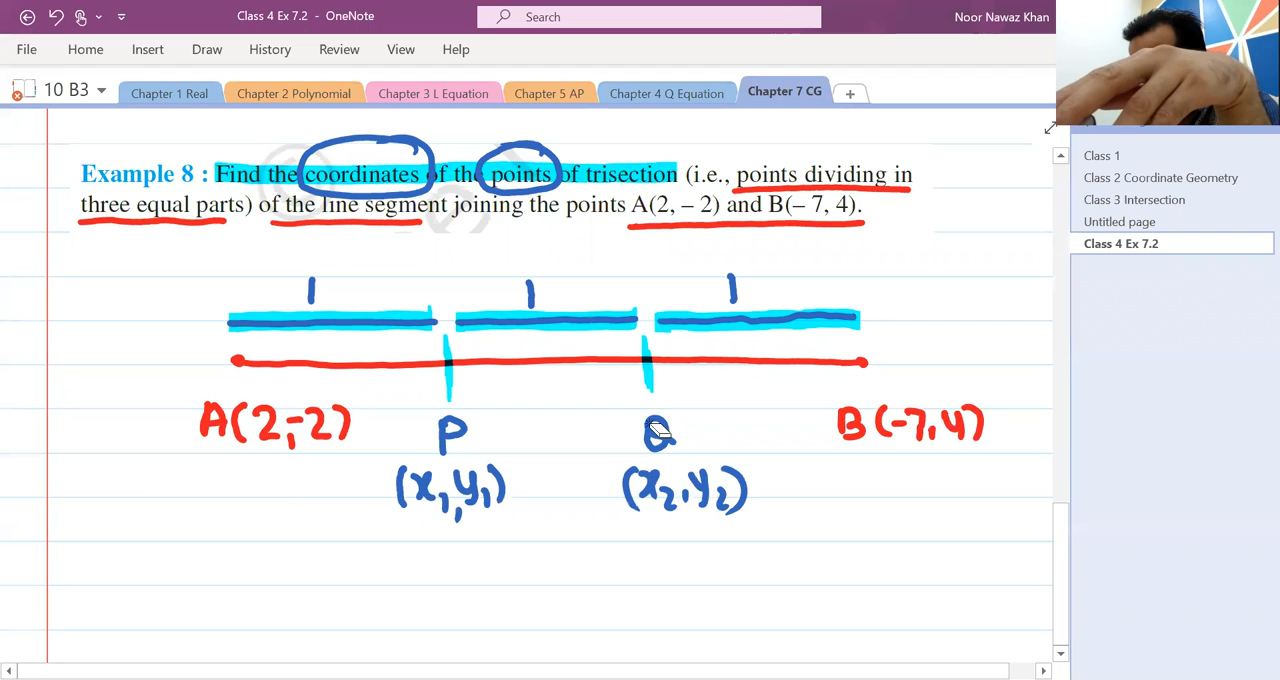 Class 4 Ex 7.2 - OneNote
Search
Noor Nawaz Khan
File Home Insert Draw History Review View Help
10 B3
Chapter 1 Real
Chapter 2 Polynomial
Chapter 3 L Equation
Chapter 5 AP
Chapter 4 Q Equation
Chapter 7 CG
Class 1
Class 2 Coordinate Geometry
Class 3 Intersection
Untitled page
Class 4 Ex 7.2
Example 8 : Find the coordinates of the points of trisection (i.e., points dividing in
three equal parts) of the line segment joining the points A(2, – 2) and B(– 7, 4).
1 1 1
A(2,-2) P Q B(-7,4)
(x₁,y₁) (x₂,y₂)